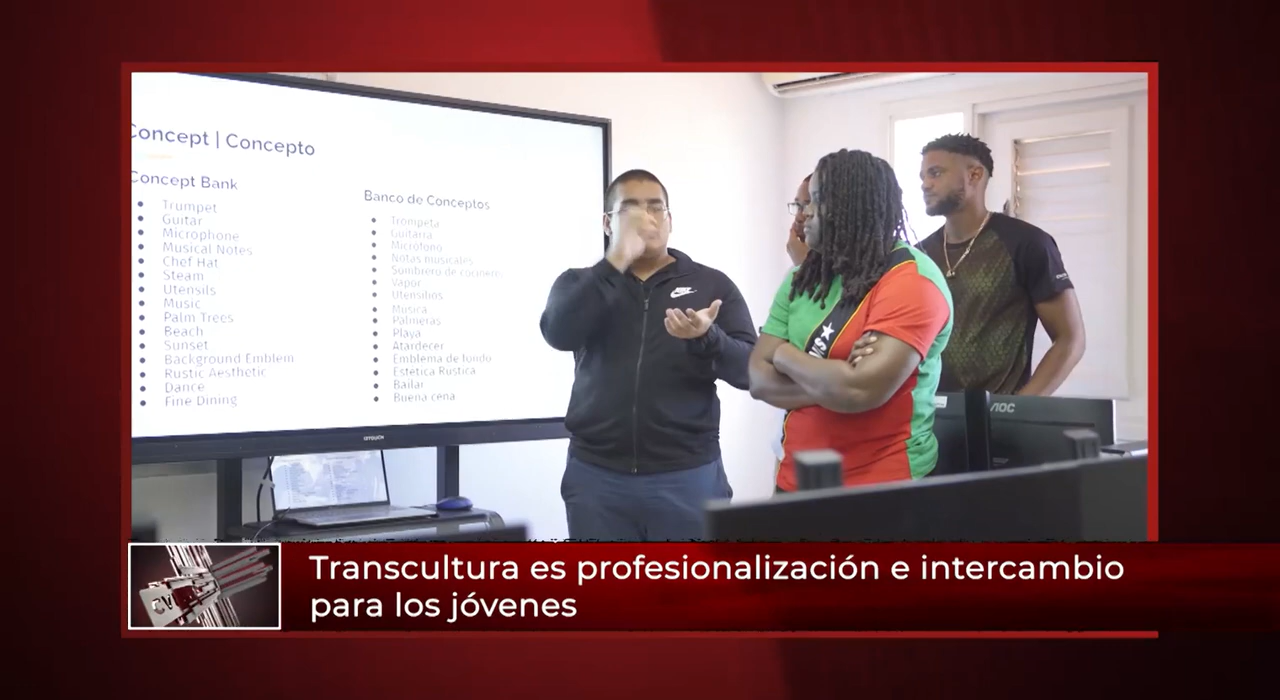 Concept | Concepto
Concept Bank
Trumpet
Guitar
Microphone
Musical Notes
Chef Hat
Steam
Utensils
Music
Palm Trees
Beach
Sunset
Background Emblem
Rustic Aesthetic
Dance
Fine Dining
Banco de Conceptos
Trompeta
Guitarra
Micrófono
Notas musicales
Sombrero de cocinero
Vapor
Utensilios
Música
Palmeras
Playa
Atardecer
Emblema de fondo
Estética Rústica
Bailar
Buena cena
AOC
CV
Transcultura es profesionalización e intercambio
para los jóvenes